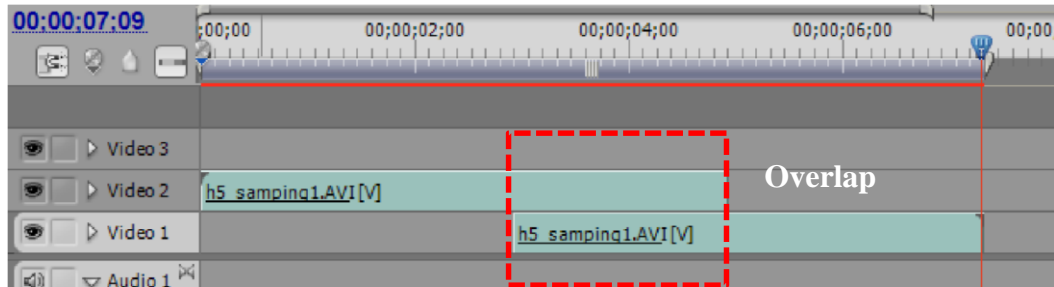 00;00;07;09
;00;00 00;00;02;00 00;00;04;00 00;00;06;00 00;00
Video 3
Video 2 h5_samping1.AVI [V] Overlap
Video 1 h5_samping1.AVI [V]
Audio 1